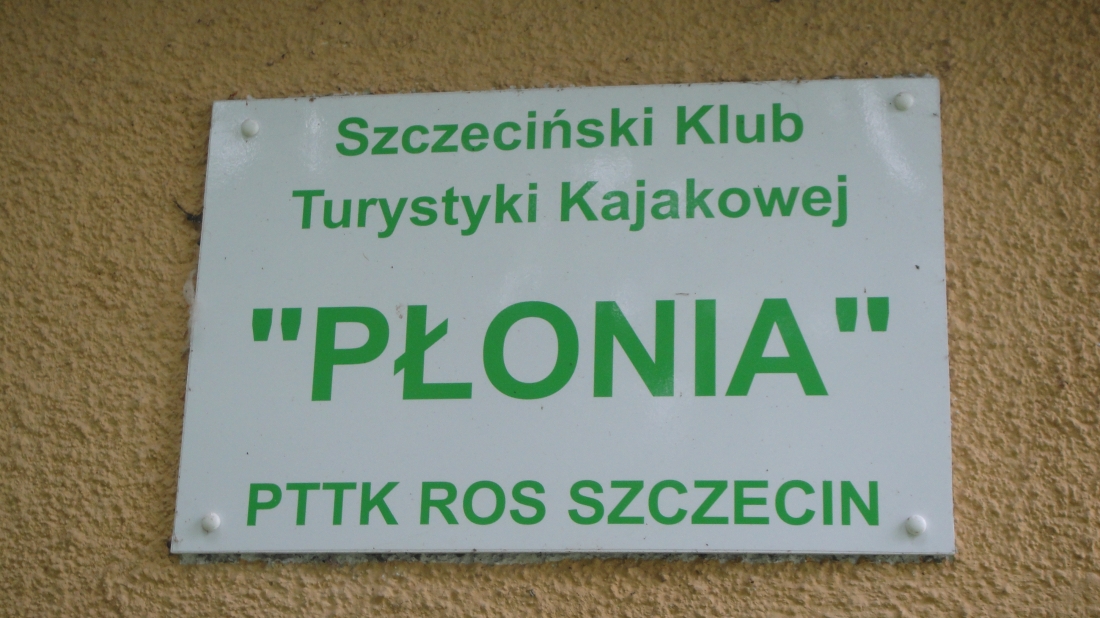 Szczeciński Klub
Turystyki Kajakowej
"PŁONIA"
PTTK ROS SZCZECIN